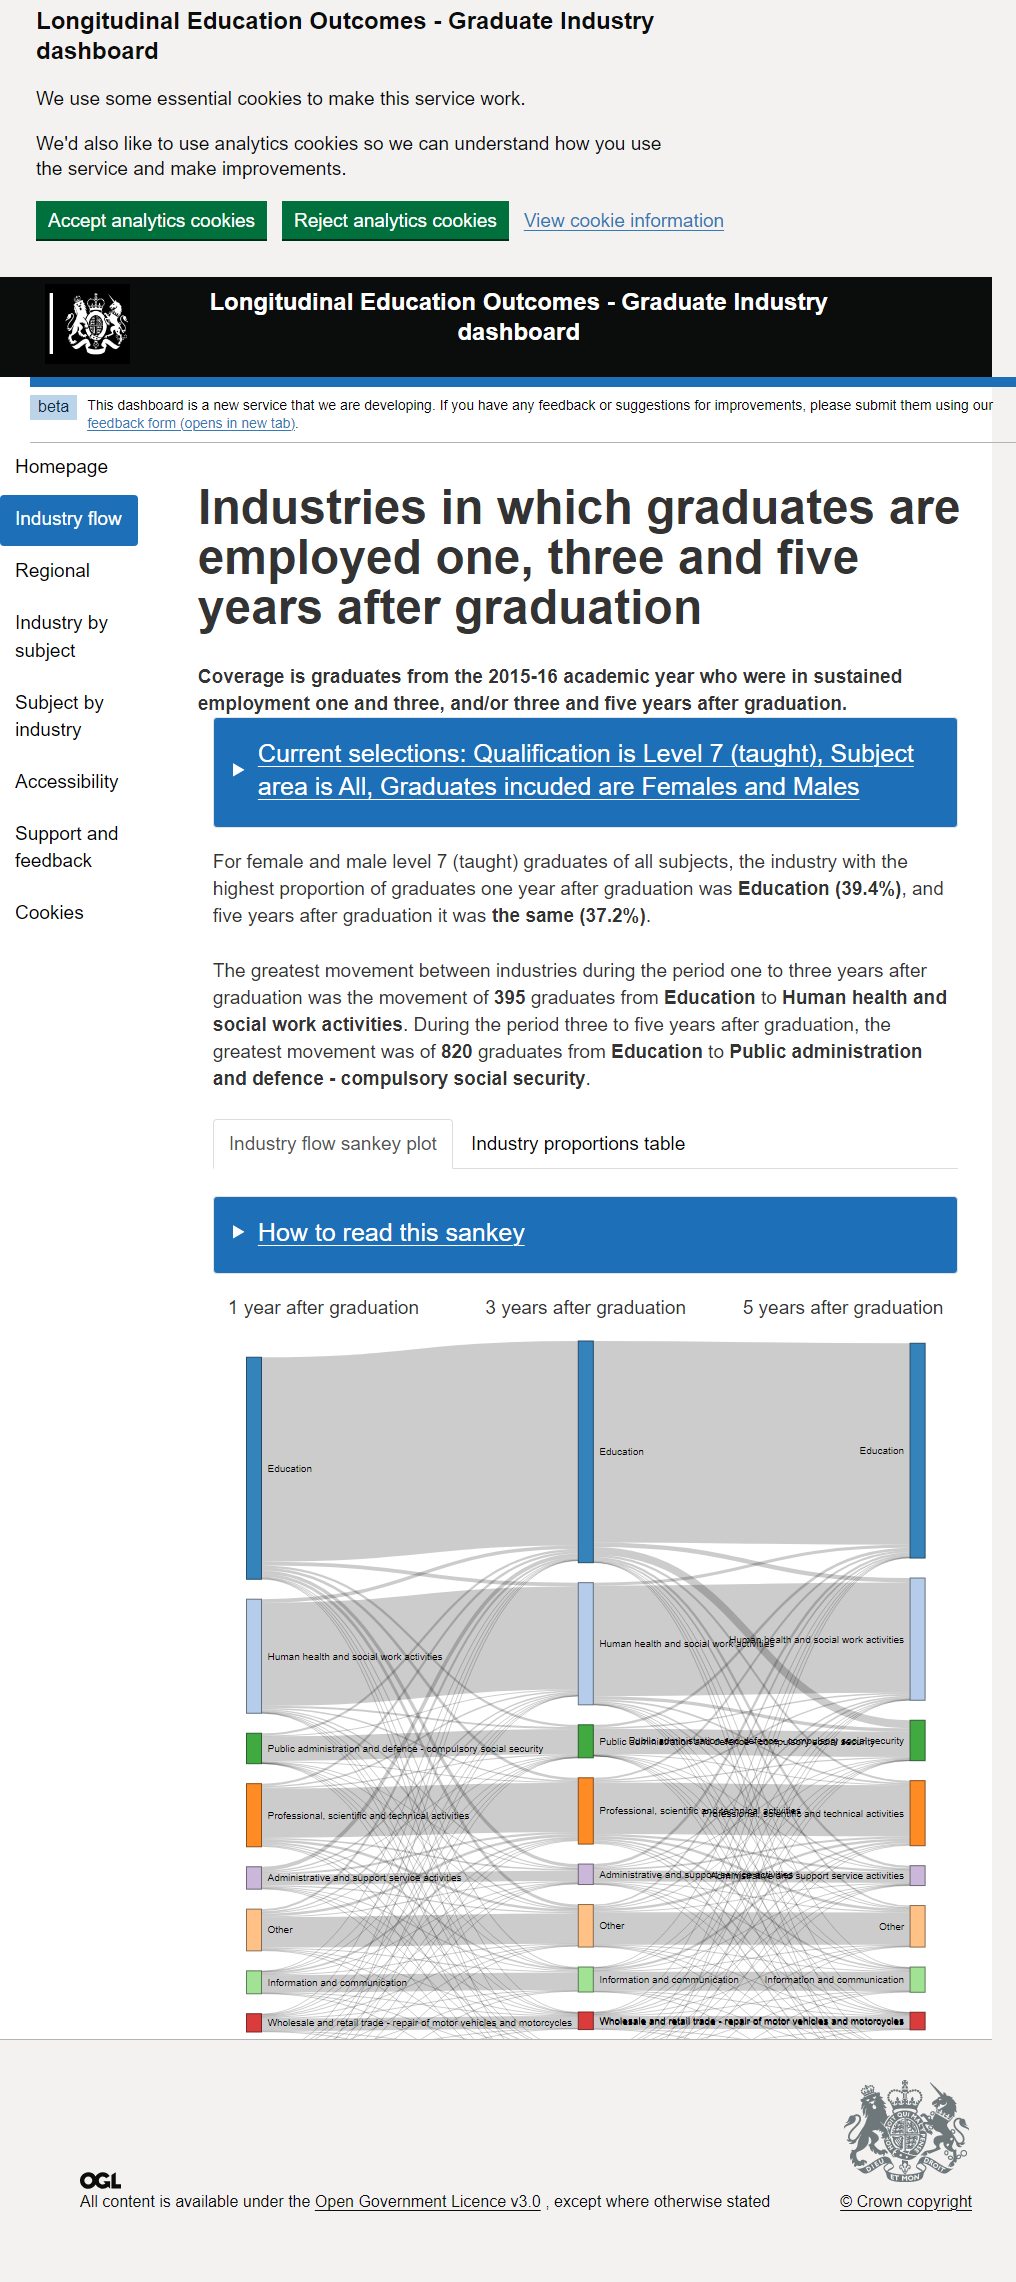 Longitudinal Education Outcomes - Graduate Industry
dashboard
We use some essential cookies to make this service work.
We'd also like to use analytics cookies so we can understand how you use
the service and make improvements.
Accept analytics cookies
Reject analytics cookies
View cookie information
Longitudinal Education Outcomes - Graduate Industry
dashboard
beta
This dashboard is a new service that we are developing. If you have any feedback or suggestions for improvements, please submit them using our
feedback form (opens in new tab).
Homepage
Industry flow
Regional
Industry by
subject
Subject by
industry
Accessibility
Support and
feedback
Cookies
Industries in which graduates are
employed one, three and five
years after graduation
Coverage is graduates from the 2015-16 academic year who were in sustained
employment one and three, and/or three and five years after graduation.
Current selections: Qualification is Level 7 (taught), Subject
area is All, Graduates incuded are Females and Males
For female and male level 7 (taught) graduates of all subjects, the industry with the
highest proportion of graduates one year after graduation was Education (39.4%), and
five years after graduation it was the same (37.2%).
The greatest movement between industries during the period one to three years after
graduation was the movement of 395 graduates from Education to Human health and
social work activities. During the period three to five years after graduation, the
greatest movement was of 820 graduates from Education to Public administration
and defence - compulsory social security.
Industry flow sankey plot
Industry proportions table
How to read this sankey
1 year after graduation
3 years after graduation
5 years after graduation
Education
Education
Education
Human health and social work activities
Human health and social work activities
Human health and social work activities
Public administration and defence - compulsory social security
Public administration and defence - compulsory social security
Public administration and defence - compulsory social security
Professional, scientific and technical activities
Professional, scientific and technical activities
Professional, scientific and technical activities
Administrative and support service activities
Administrative and support service activities
Administrative and support service activities
Other
Other
Other
Information and communication
Information and communication
Information and communication
Wholesale and retail trade - repair of motor vehicles and motorcycles
Wholesale and retail trade - repair of motor vehicles and motorcycles
Wholesale and retail trade - repair of motor vehicles and motorcycles
DIEU ET MON DROIT
OGL
All content is available under the Open Government Licence v3.0 , except where otherwise stated
© Crown copyright